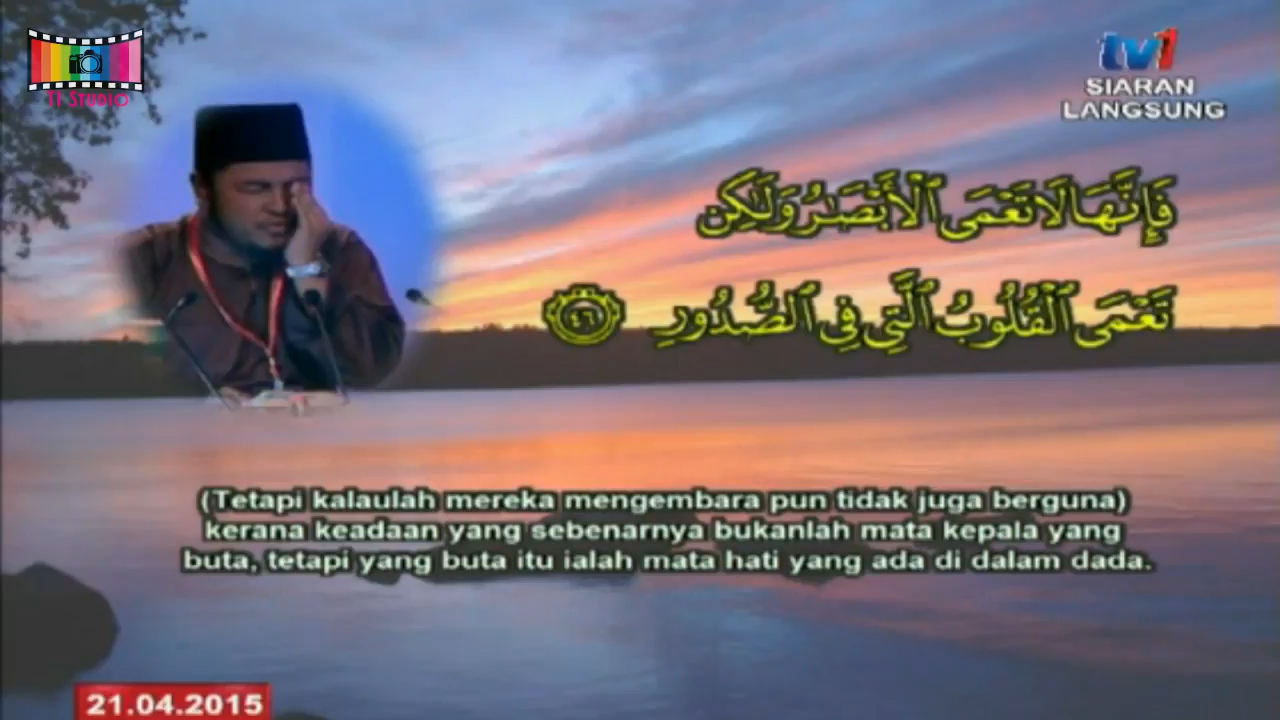 TT STUDIO
tv1
SIARAN
LANGSUNG
فَإِنَّهَا لَا تَعْمَى ٱلْأَبْصَـٰرُ وَلَـٰكِن
تَعْمَى ٱلْقُلُوبُ ٱلَّتِي فِي ٱلصُّدُورِ ٤٦
(Tetapi kalaulah mereka mengembara pun tidak juga berguna)
kerana keadaan yang sebenarnya bukanlah mata kepala yang
buta, tetapi yang buta itu ialah mata hati yang ada di dalam dada.
21.04.2015